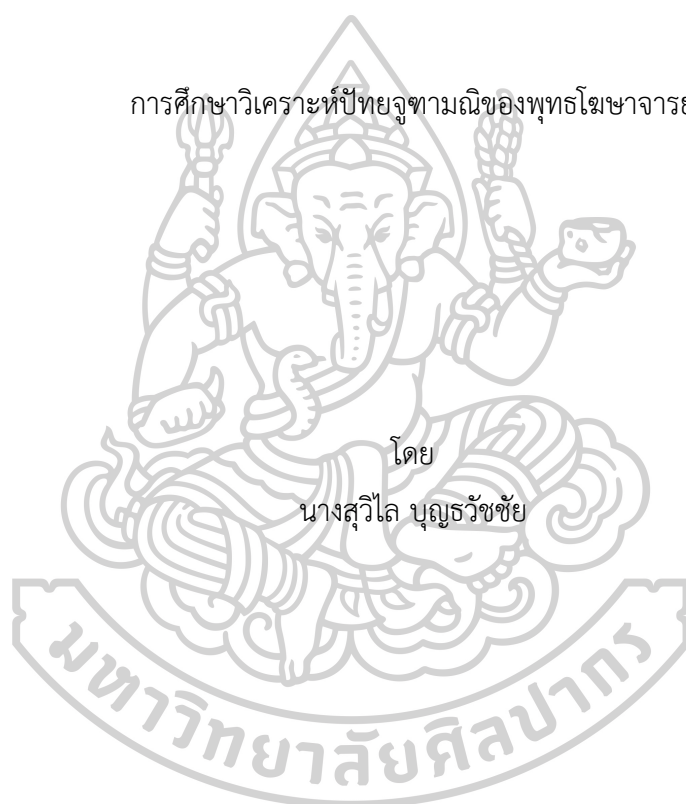 การศึกษาวิเคราะห์ปัทยจูฑามณิของพุทธโฆษาจารย
โดย
นางสุวิไล บุญธวัชชัย
มหาวิทยาลัยศิลปากร